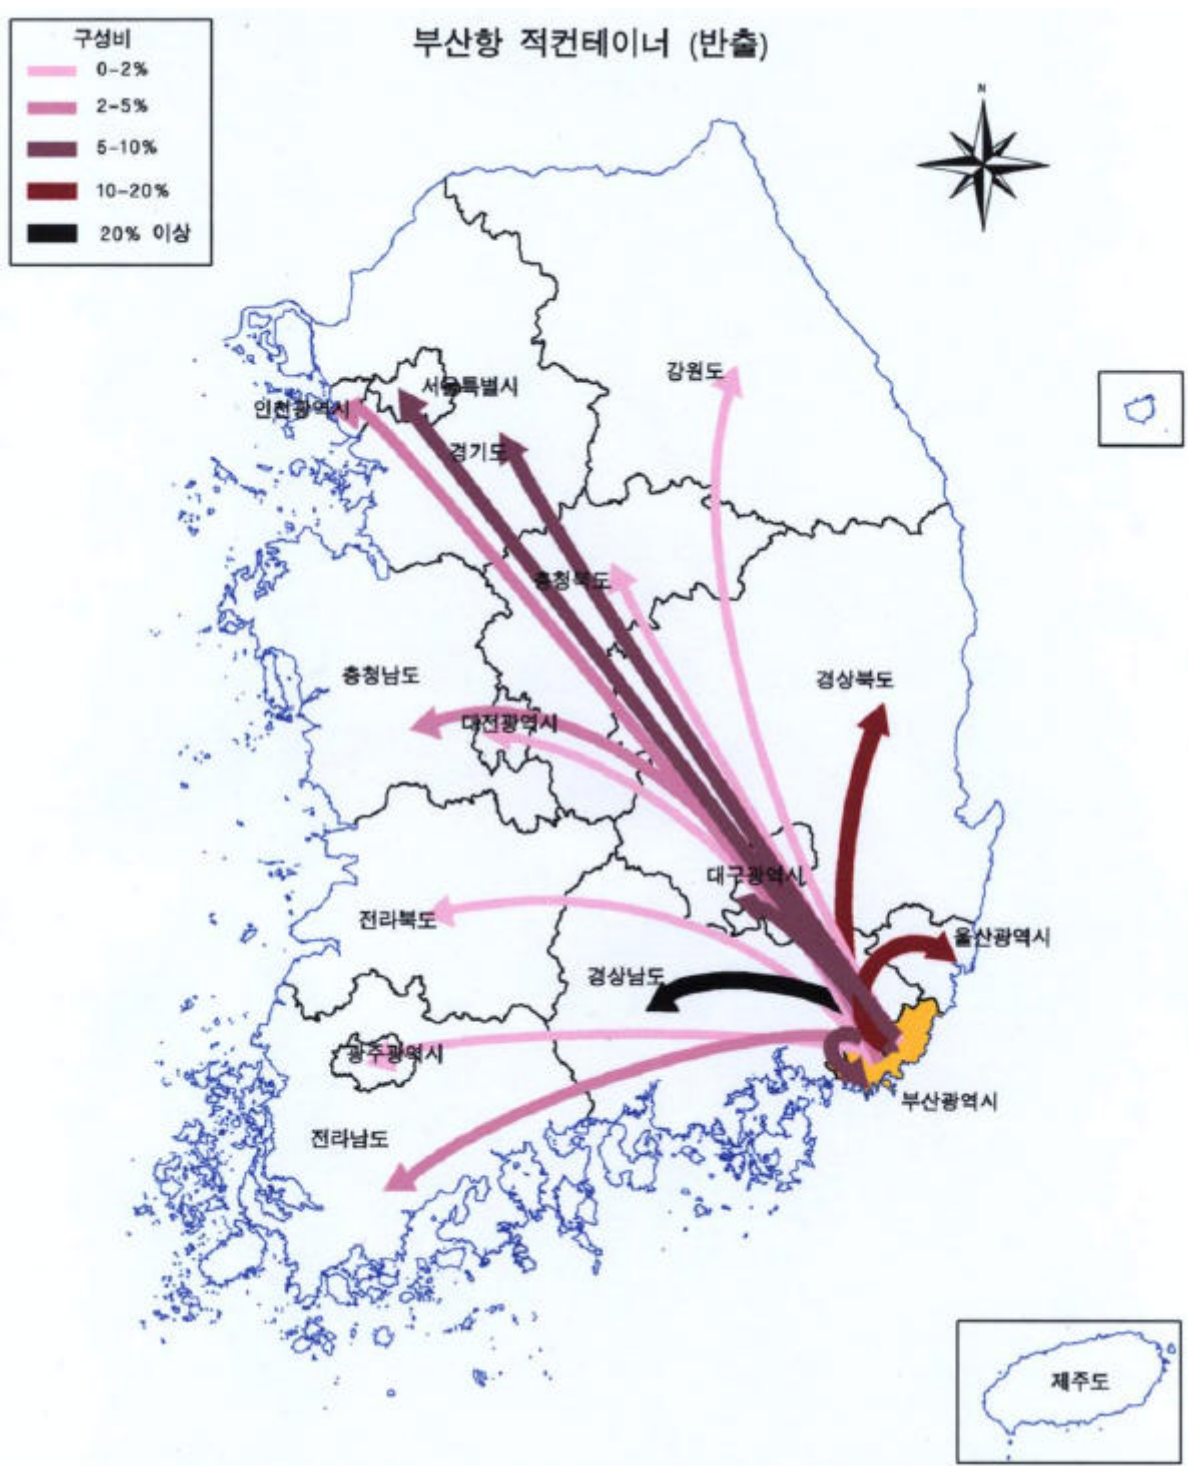 부산항 적컨테이너 (반출)
구성비
0-2%
2-5%
5-10%
10-20%
20% 이상
N
강원도
서울특별시
인천광역시
경기도
충청북도
충청남도
경상북도
대전광역시
대구광역시
전라북도
울산광역시
경상남도
광주광역시
부산광역시
전라남도
제주도